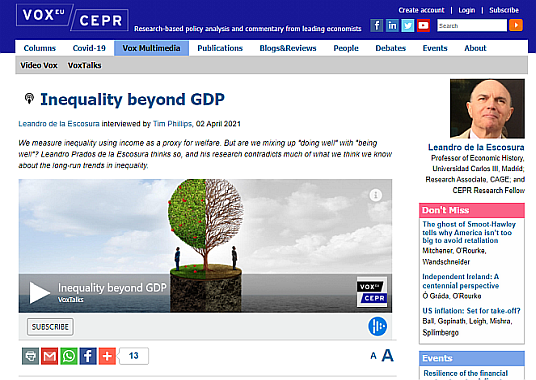 VOX EU
CEPR
Research-based policy analysis and commentary from leading economists
Create account | Login | Subscribe
Search
Columns Covid-19 Vox Multimedia Publications Blogs&Reviews People Debates Events About
Video Vox VoxTalks
Inequality beyond GDP
Leandro de la Escosura interviewed by Tim Phillips, 02 April 2021
We measure inequality using income as a proxy for welfare. But are we mixing up "doing well" with "being
well"? Leandro Prados de la Escosura thinks so, and his research contradicts much of what we think we know
about the long-run trends in inequality.
Inequality beyond GDP
VoxTalks
VOX EU
CEPR
SUBSCRIBE
13
A A
Leandro de la Escosura
Professor of Economic History,
Universidad Carlos III, Madrid;
Research Associate, CAGE; and
CEPR Research Fellow
Don't Miss
The ghost of Smoot-Hawley
tells why America isn't too
big to avoid retaliation
Mitchener, O'Rourke,
Wandschneider
Independent Ireland: A
centennial perspective
Ó Gráda, O'Rourke
US inflation: Set for take-off?
Ball, Gopinath, Leigh, Mishra,
Spilimbergo
Events
Resilience of the financial